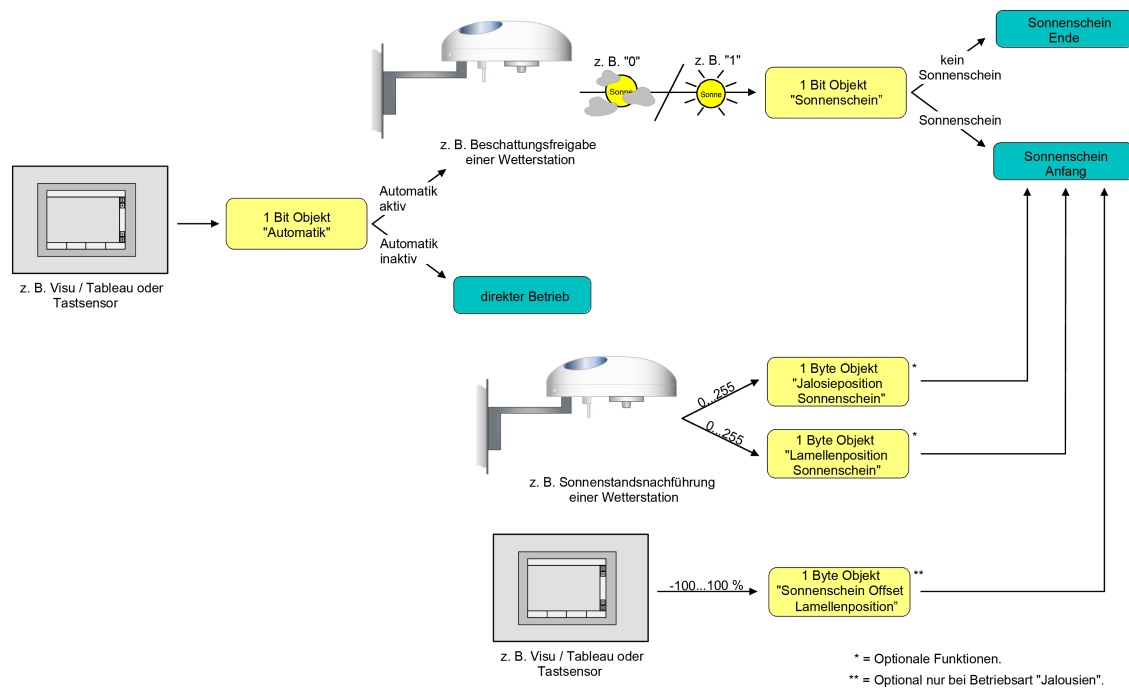 Sonnenschein
Ende
kein
Sonnenschein
z. B. "0"
z. B. "1"
Sonne
Sonne
1 Bit Objekt
"Sonnenschein"
Sonnenschein
z. B. Beschattungsfreigabe
einer Wetterstation
Sonnenschein
Anfang
Automatik
aktiv
1 Bit Objekt
"Automatik"
Automatik
inaktiv
z. B. Visu / Tableau oder
Tastsensor
direkter Betrieb
0...255
1 Byte Objekt
"Jalosieposition
Sonnenschein"
*
0...255
1 Byte Objekt
"Lamellenposition
Sonnenschein"
*
z. B. Sonnenstandsnachführung
einer Wetterstation
-100...100 %
1 Byte Objekt
"Sonnenschein Offset
Lamellenposition"
**
z. B. Visu / Tableau oder
Tastsensor
* = Optionale Funktionen.
** = Optional nur bei Betriebsart "Jalousien".